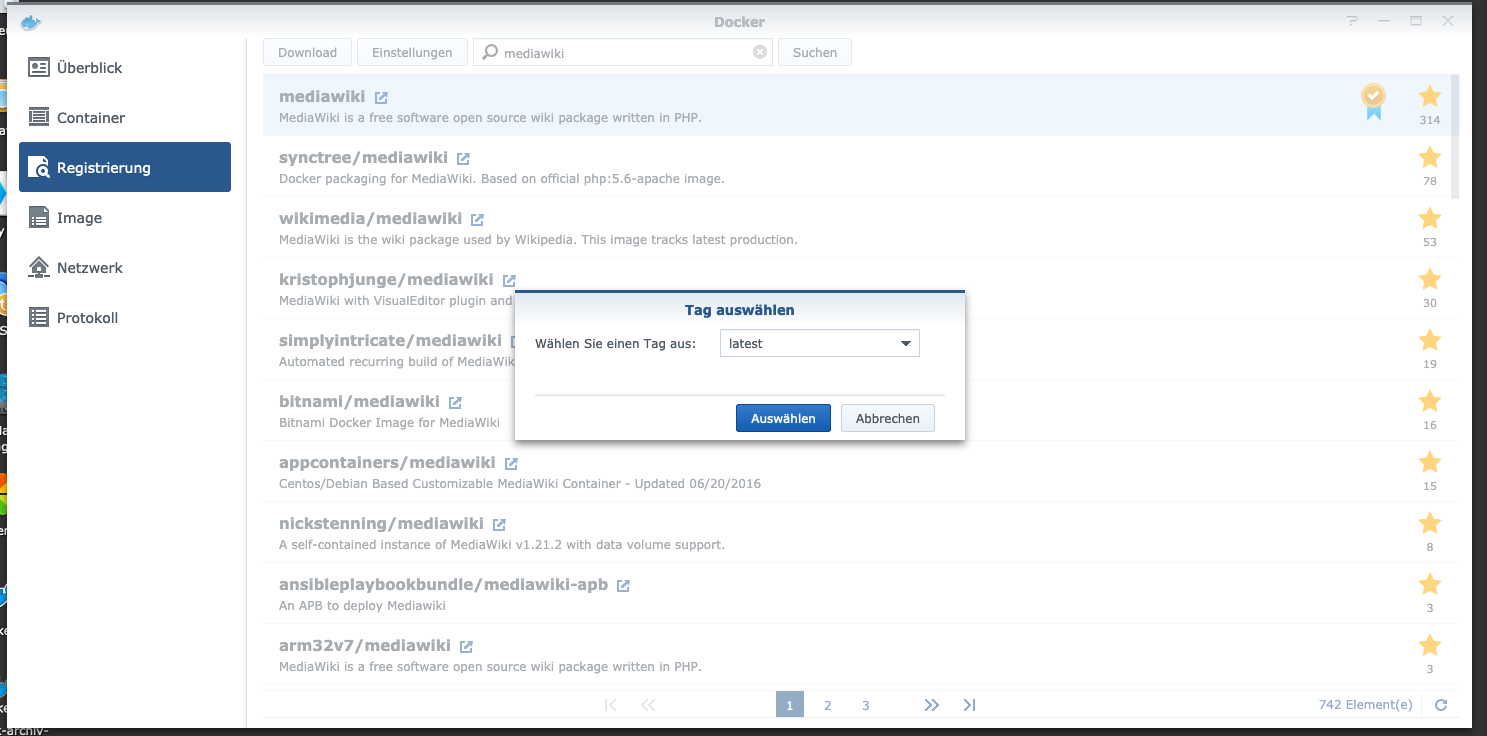 Docker
Überblick
Container
Registrierung
Image
Netzwerk
Protokoll
Download
Einstellungen
mediawiki
Suchen
mediawiki
MediaWiki is a free software open source wiki package written in PHP.
314
synctree/mediawiki
Docker packaging for MediaWiki. Based on official php:5.6-apache image.
78
wikimedia/mediawiki
MediaWiki is the wiki package used by Wikipedia. This image tracks latest production.
53
kristophjunge/mediawiki
MediaWiki with VisualEditor plugin and
30
simplyintricate/mediawiki
Automated recurring build of MediaWik
19
bitnami/mediawiki
Bitnami Docker Image for MediaWiki
16
appcontainers/mediawiki
Centos/Debian Based Customizable MediaWiki Container - Updated 06/20/2016
15
nickstenning/mediawiki
A self-contained instance of MediaWiki v1.21.2 with data volume support.
8
ansibleplaybookbundle/mediawiki-apb
An APB to deploy Mediawiki
3
arm32v7/mediawiki
MediaWiki is a free software open source wiki package written in PHP.
3
Tag auswählen
Wählen Sie einen Tag aus:
latest
Auswählen
Abbrechen
1 2 3
742 Element(e)
t-archiv-